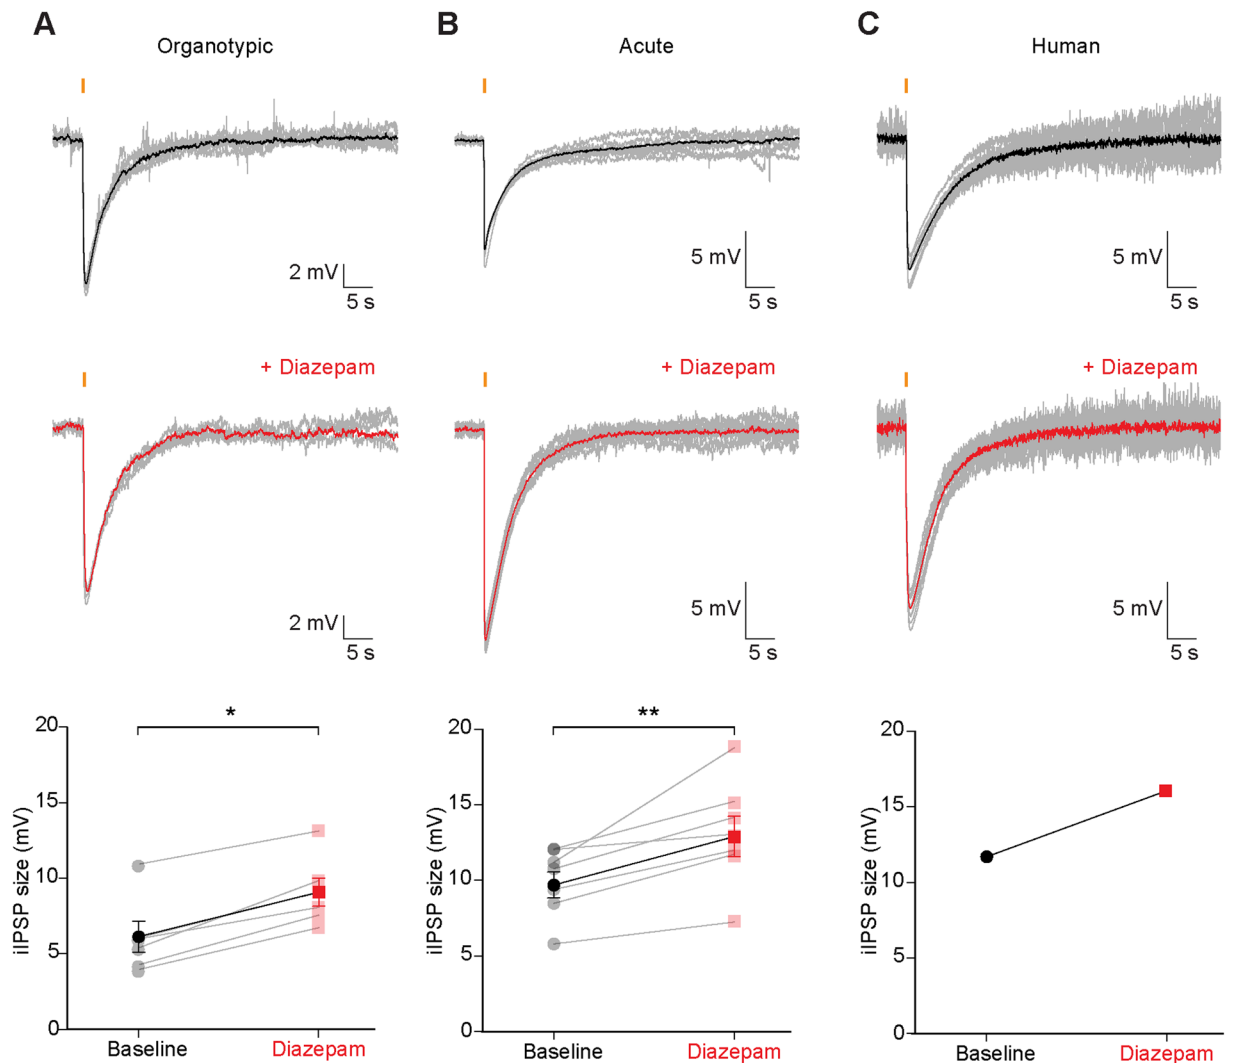 A
B
C
Organotypic
Acute
Human
2 mV
5 s
5 mV
5 s
5 mV
5 s
+ Diazepam
+ Diazepam
+ Diazepam
2 mV
5 s
5 mV
5 s
5 mV
5 s
*
iIPSP size (mV)
20
15
10
5
0
Baseline
Diazepam
**
iIPSP size (mV)
20
15
10
5
0
Baseline
Diazepam
iIPSP size (mV)
20
15
10
5
0
Baseline
Diazepam